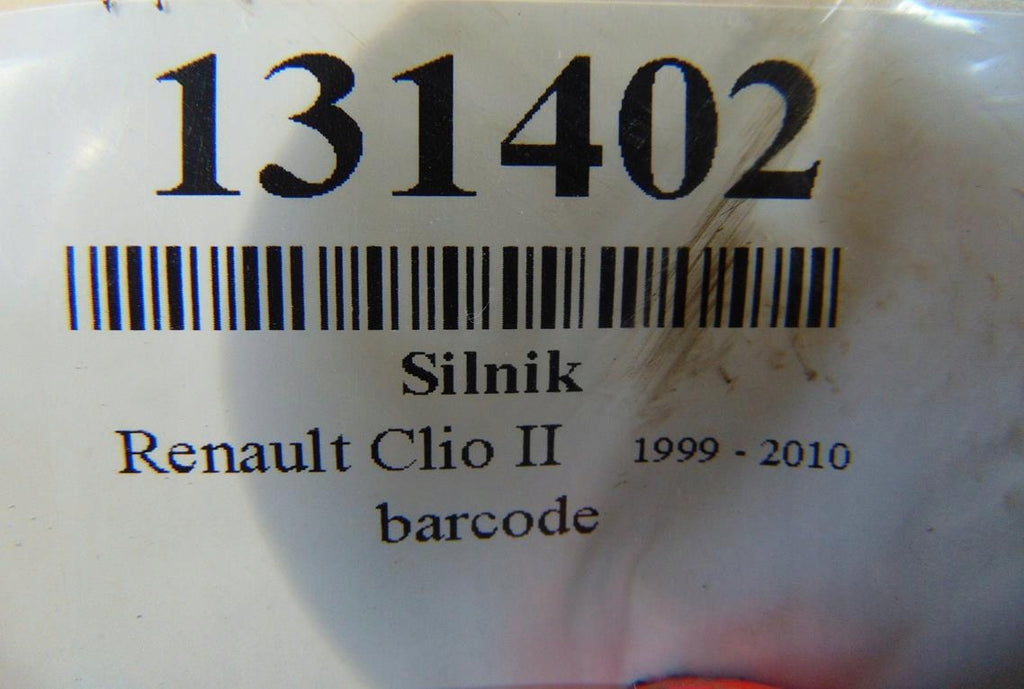 131402
Silnik
Renault Clio II 1999 - 2010
barcode